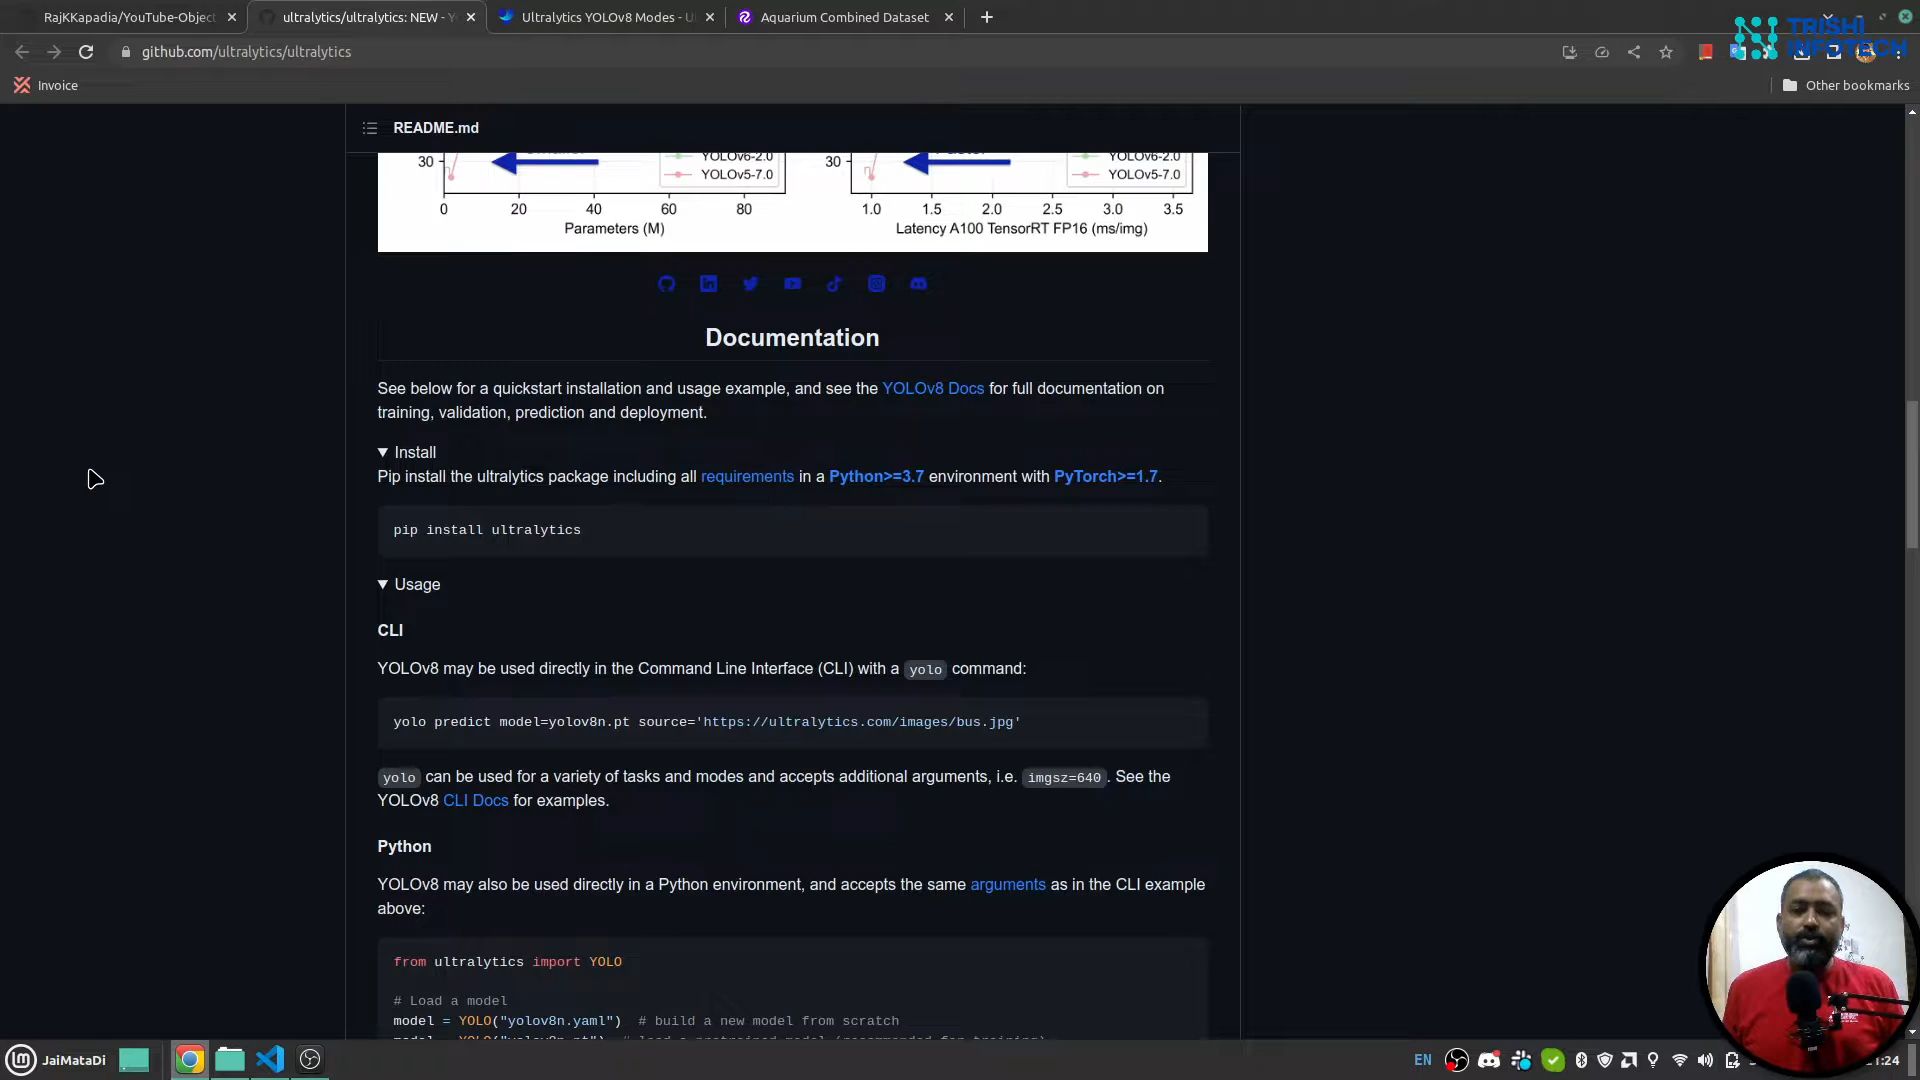 RajKKapadia/YouTube-Object
ultralytics/ultralytics: NEW - Y
Ultralytics YOLOv8 Modes - U
Aquarium Combined Dataset
TRISHI
INFOTECH
github.com/ultralytics/ultralytics
Invoice
Other bookmarks
README.md
30
YOLOv6-2.0
YOLOv5-7.0
30
YOLOv6-2.0
YOLOv5-7.0
0 20 40 60 80
1.0 1.5 2.0 2.5 3.0 3.5
Parameters (M)
Latency A100 TensorRT FP16 (ms/img)
Documentation
See below for a quickstart installation and usage example, and see the YOLOv8 Docs for full documentation on
training, validation, prediction and deployment.
Install
Pip install the ultralytics package including all requirements in a Python>=3.7 environment with PyTorch>=1.7.
pip install ultralytics
Usage
CLI
YOLOv8 may be used directly in the Command Line Interface (CLI) with a yolo command:
yolo predict model=yolov8n.pt source='https://ultralytics.com/images/bus.jpg'
yolo can be used for a variety of tasks and modes and accepts additional arguments, i.e. imgsz=640. See the
YOLOv8 CLI Docs for examples.
Python
YOLOv8 may also be used directly in a Python environment, and accepts the same arguments as in the CLI example
above:
from ultralytics import YOLO
# Load a model
model = YOLO("yolov8n.yaml") # build a new model from scratch
JaiMataDi
EN
:24